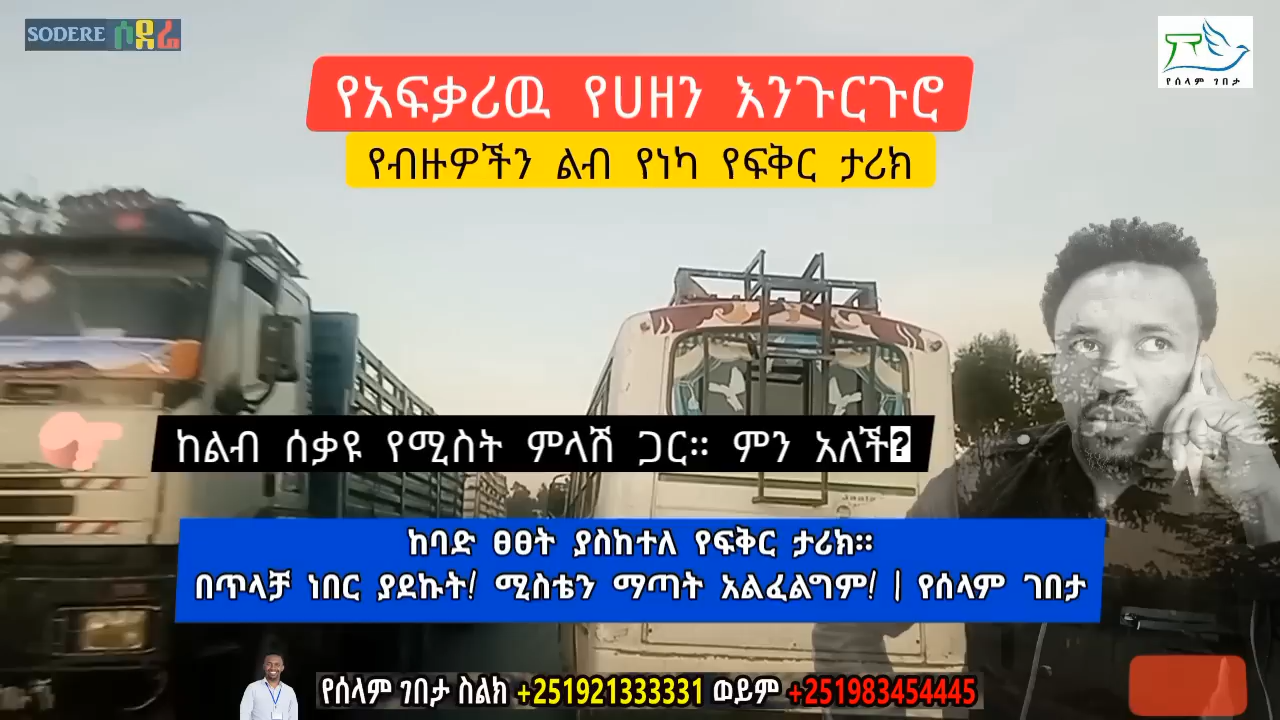 SODERE ሶደሬ
የሰላም ገበታ
የአፍቃሪዉ የሀዘን እንጉርጉሮ
የብዙዎችን ልብ የነካ የፍቅር ታሪክ
ከልብ ሰቃዩ የሚስት ምላሽ ጋር። ምን አለች
ከባድ ፀፀት ያስከተለ የፍቅር ታሪክ።
በጥላቻ ነበር ያደኩት! ሚስቴን ማጣት አልፈልግም! | የሰላም ገበታ
የሰላም ገበታ ስልክ +251921333331 ወይም +251983454445